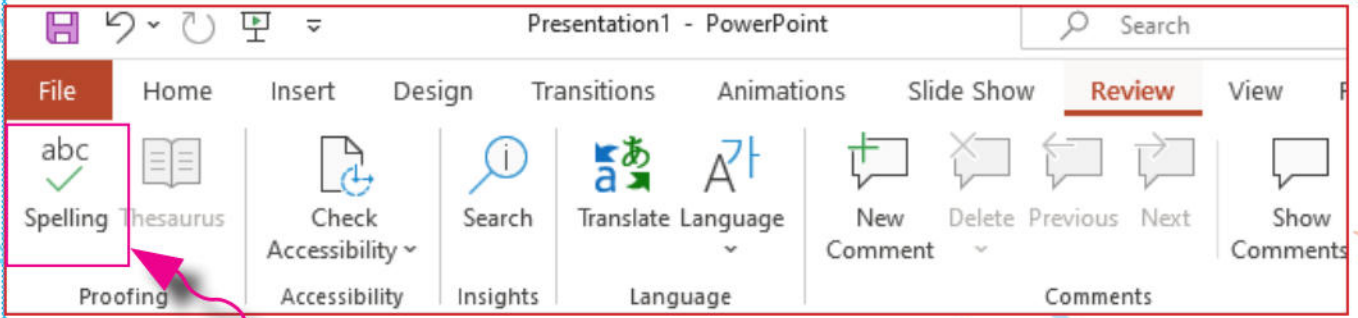 Presentation1 - PowerPoint
Search
File Home Insert Design Transitions Animations Slide Show Review View
abc
Spelling Thesaurus Check Accessibility Search Translate Language New Comment Delete Previous Next Show Comments
Proofing Accessibility Insights Language Comments